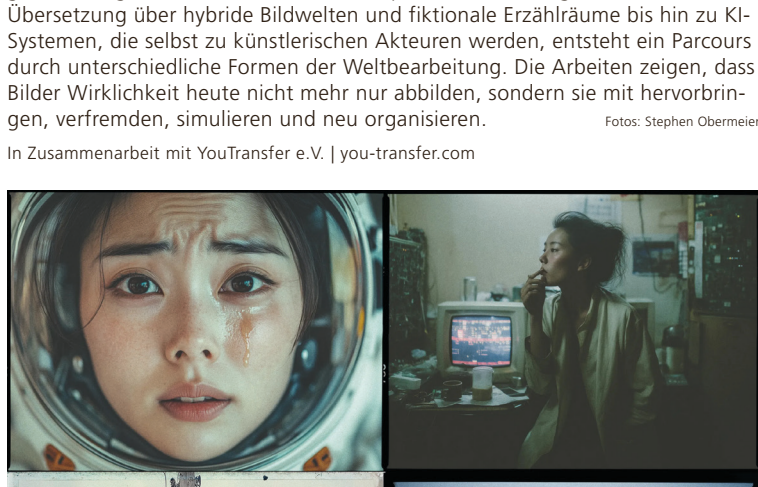 Übersetzung über hybride Bildwelten und fiktionale Erzählräume bis hin zu KI-
Systemen, die selbst zu künstlerischen Akteuren werden, entsteht ein Parcours
durch unterschiedliche Formen der Weltbearbeitung. Die Arbeiten zeigen, dass
Bilder Wirklichkeit heute nicht mehr nur abbilden, sondern sie mit hervorbrin-
gen, verfremden, simulieren und neu organisieren.
Fotos: Stephen Obermeier
In Zusammenarbeit mit YouTransfer e.V. | you-transfer.com